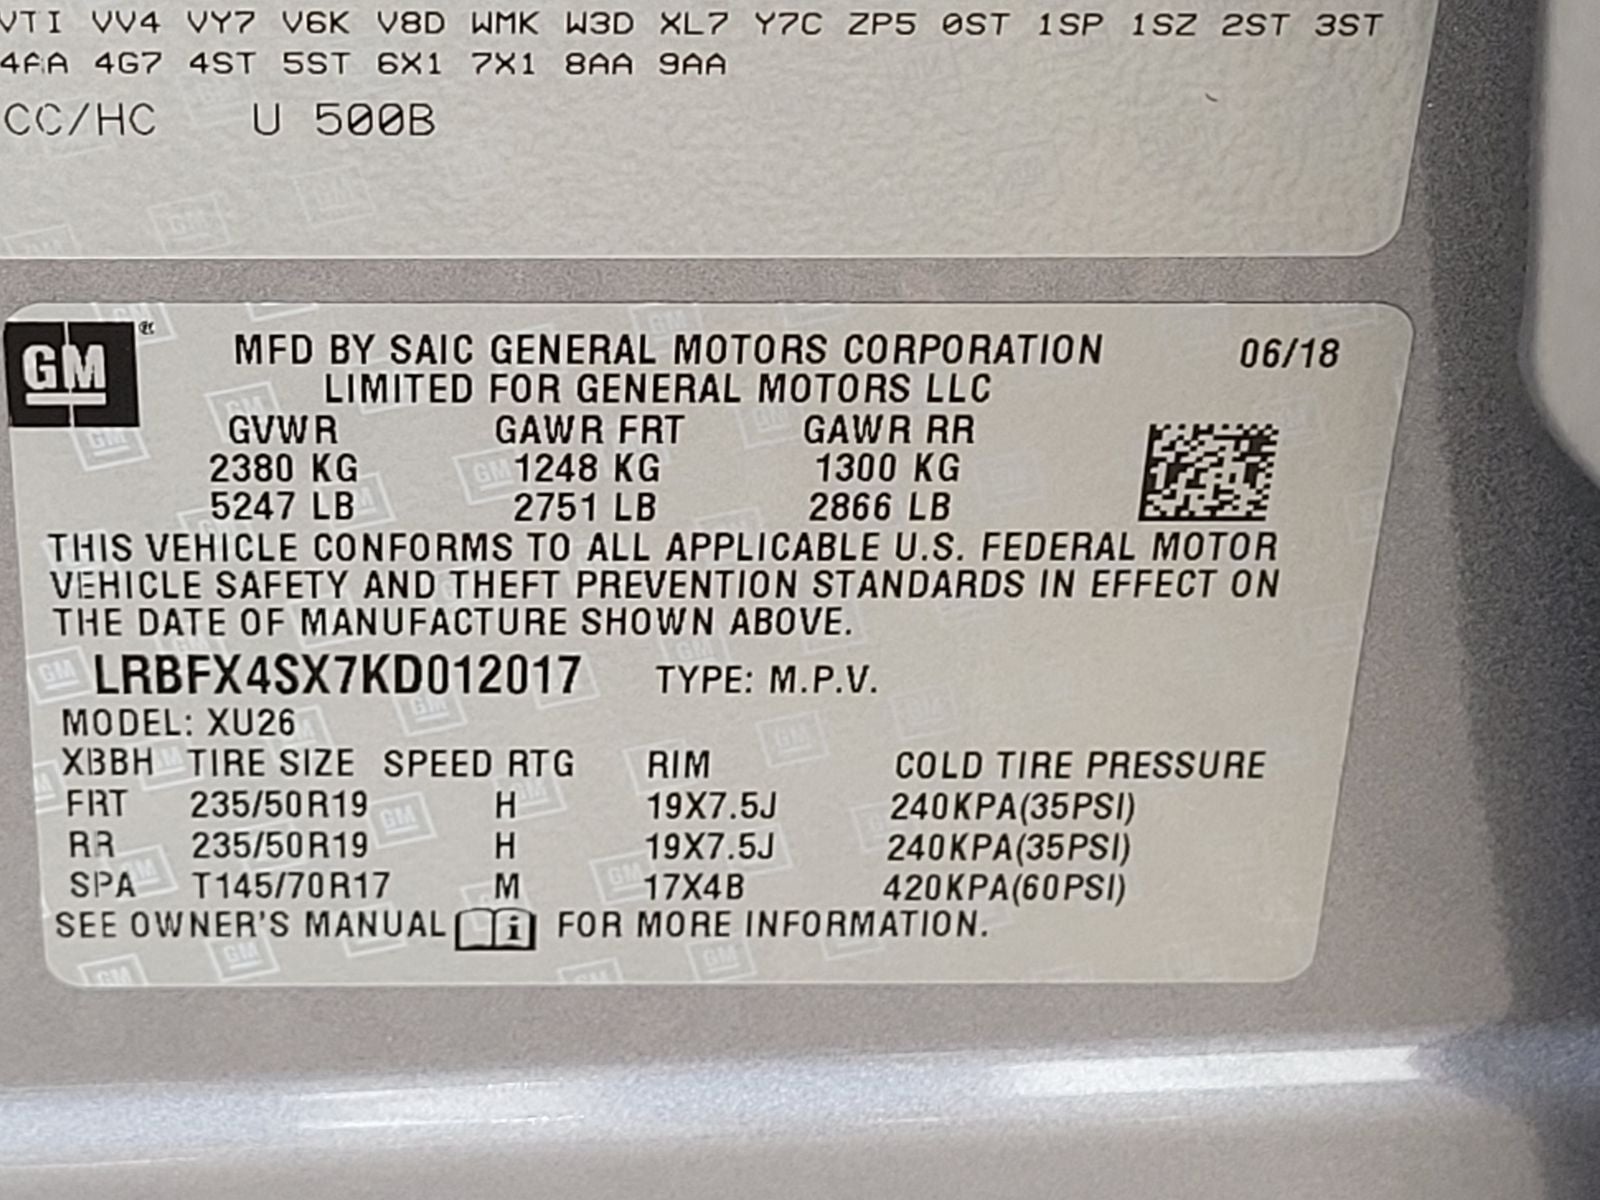 VTI VV4 VY7 V6K V8D WMK W3D XL7 Y7C ZP5 0ST 1SP 1SZ 2ST 3ST
4AA 4G7 4ST 5ST 6X1 7X1 8AA 9AA
CC/HC U 500B
GM®
MFD BY SAIC GENERAL MOTORS CORPORATION 06/18
LIMITED FOR GENERAL MOTORS LLC
GVWR GAWR FRT GAWR RR
2380 KG 1248 KG 1300 KG
5247 LB 2751 LB 2866 LB
THIS VEHICLE CONFORMS TO ALL APPLICABLE U.S. FEDERAL MOTOR
VEHICLE SAFETY AND THEFT PREVENTION STANDARDS IN EFFECT ON
THE DATE OF MANUFACTURE SHOWN ABOVE.
LRBFX4SX7KD012017 TYPE: M.P.V.
MODEL: XU26
XBBH TIRE SIZE SPEED RTG RIM COLD TIRE PRESSURE
FRT 235/50R19 H 19X7.5J 240KPA(35PSI)
RR 235/50R19 H 19X7.5J 240KPA(35PSI)
SPA T145/70R17 M 17X4B 420KPA(60PSI)
SEE OWNER'S MANUAL i FOR MORE INFORMATION.